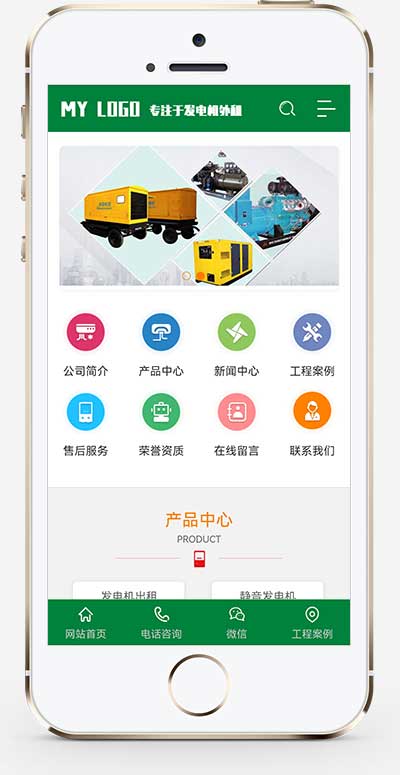 MY LOGO 专注于发电机外租
公司简介 产品中心 新闻中心 工程案例
售后服务 荣誉资质 在线留言 联系我们
产品中心
PRODUCT
发电机出租 静音发电机
网站首页 电话咨询 微信 工程案例